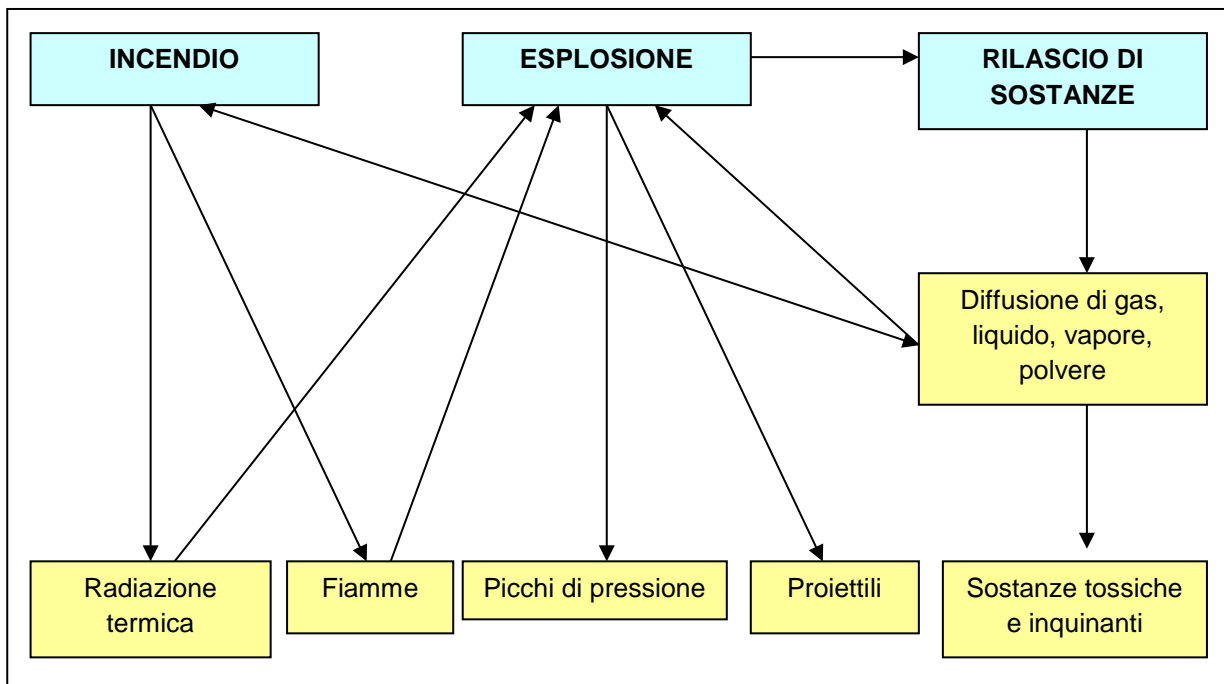 INCENDIO
ESPLOSIONE
RILASCIO DI
SOSTANZE
Diffusione di gas,
liquido, vapore,
polvere
Radiazione
termica
Fiamme
Picchi di pressione
Proiettili
Sostanze tossiche
e inquinanti